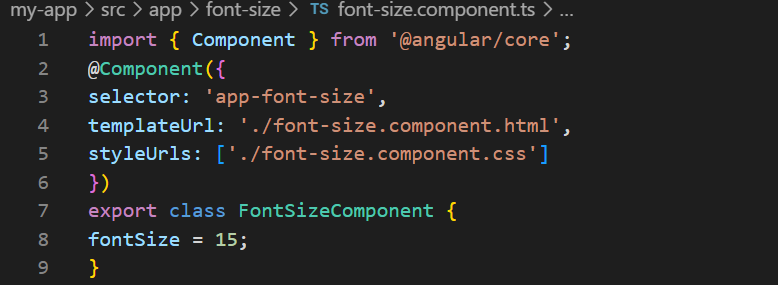 my-app > src > app > font-size > TS font-size.component.ts > ...
1 import { Component } from '@angular/core';
2 @Component({
3 selector: 'app-font-size',
4 templateUrl: './font-size.component.html',
5 styleUrls: ['./font-size.component.css']
6 })
7 export class FontSizeComponent {
8 fontSize = 15;
9 }